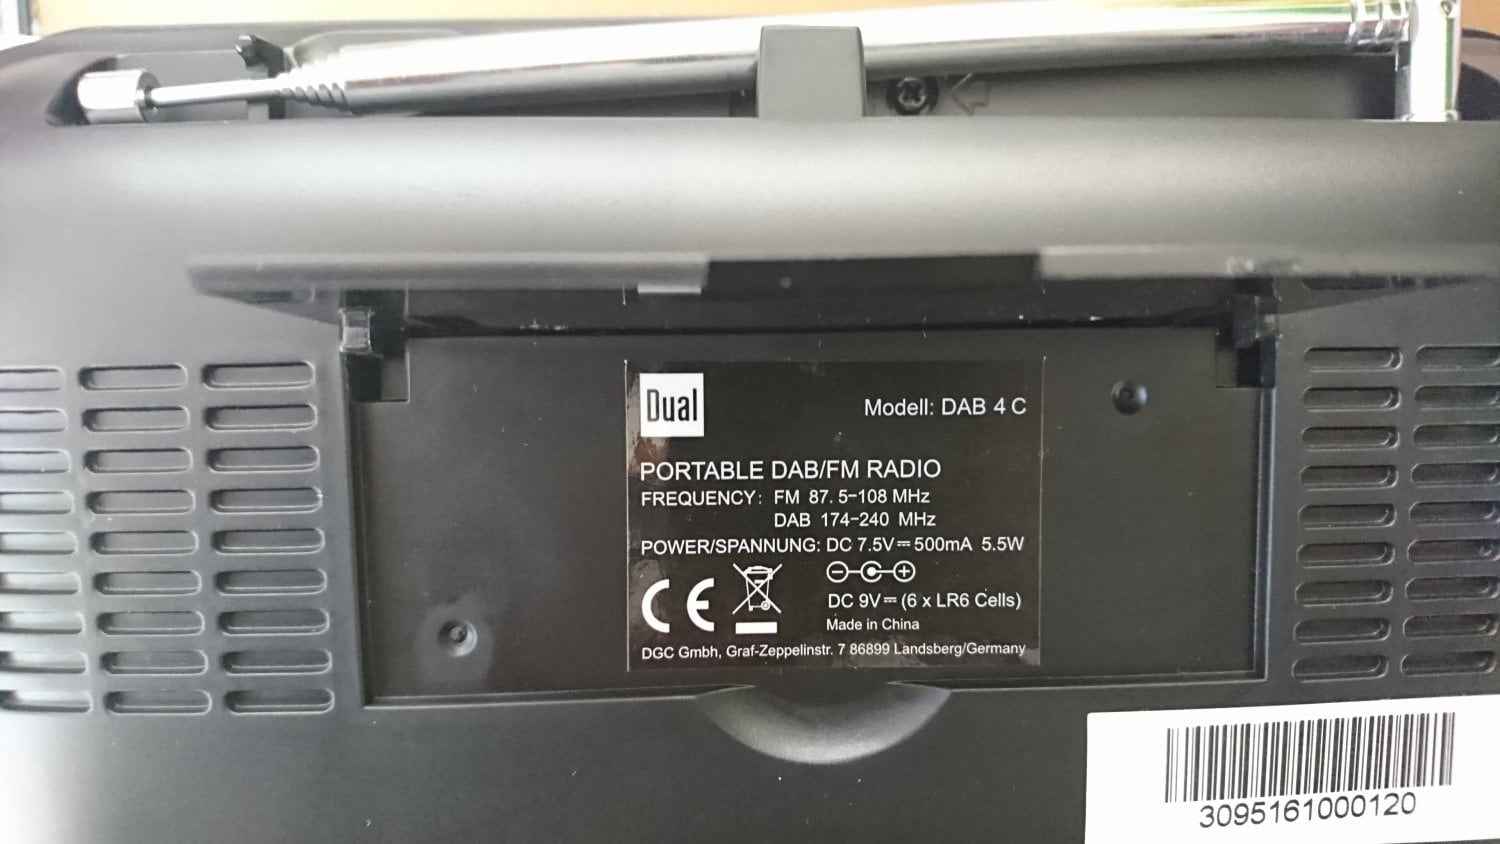 Dual
Modell: DAB 4 C
PORTABLE DAB/FM RADIO
FREQUENCY: FM 87.5-108 MHz
DAB 174-240 MHz
POWER/SPANNUNG: DC 7.5V⎓500mA 5.5W
CE
DC 9V⎓(6 x LR6 Cells)
Made in China
DGC Gmbh, Graf-Zeppelinstr. 7 86899 Landsberg/Germany
3095161000120